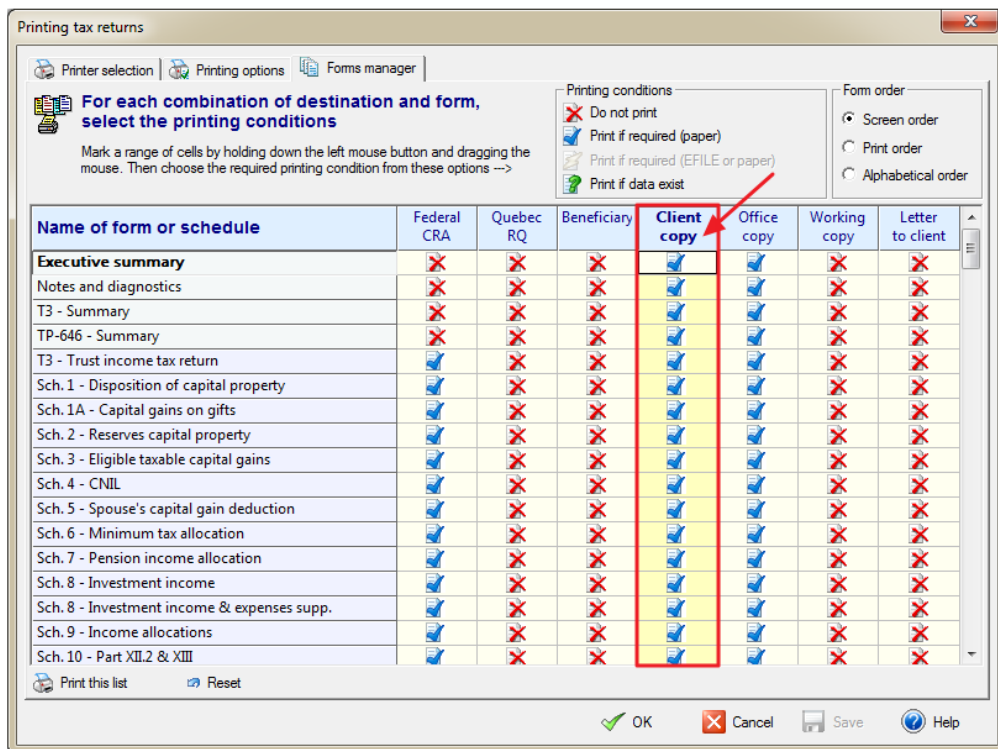 Printing tax returns
Printer selection Printing options Forms manager
For each combination of destination and form,
select the printing conditions
Mark a range of cells by holding down the left mouse button and dragging the
mouse. Then choose the required printing condition from these options --->
Printing conditions
Do not print
Print if required (paper)
Print if required (EFILE or paper)
Print if data exist
Form order
Screen order
Print order
Alphabetical order
Name of form or schedule
Federal
CRA
Quebec
RQ
Beneficiary
Client
copy
Office
copy
Working
copy
Letter
to client
Executive summary
Notes and diagnostics
T3 - Summary
TP-646 - Summary
T3 - Trust income tax return
Sch. 1 - Disposition of capital property
Sch. 1A - Capital gains on gifts
Sch. 2 - Reserves capital property
Sch. 3 - Eligible taxable capital gains
Sch. 4 - CNIL
Sch. 5 - Spouse's capital gain deduction
Sch. 6 - Minimum tax allocation
Sch. 7 - Pension income allocation
Sch. 8 - Investment income
Sch. 8 - Investment income & expenses supp.
Sch. 9 - Income allocations
Sch. 10 - Part XII.2 & XIII
Print this list Reset
OK Cancel Save Help